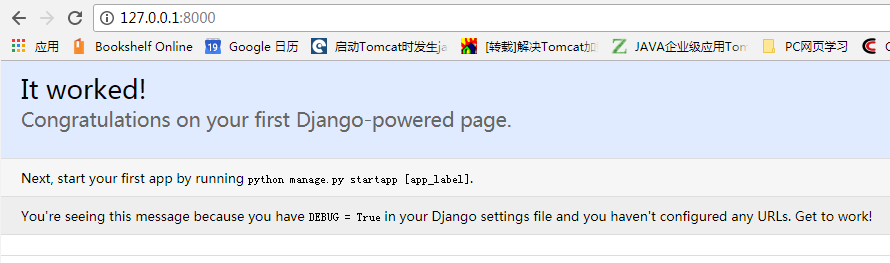 127.0.0.1:8000
应用 Bookshelf Online Google 日历 启动Tomcat时发生ja [转载]解决Tomcat加 JAVA企业级应用Tom PC网页学习
It worked!
Congratulations on your first Django-powered page.
Next, start your first app by running python manage.py startapp [app_label].
You're seeing this message because you have DEBUG = True in your Django settings file and you haven't configured any URLs. Get to work!